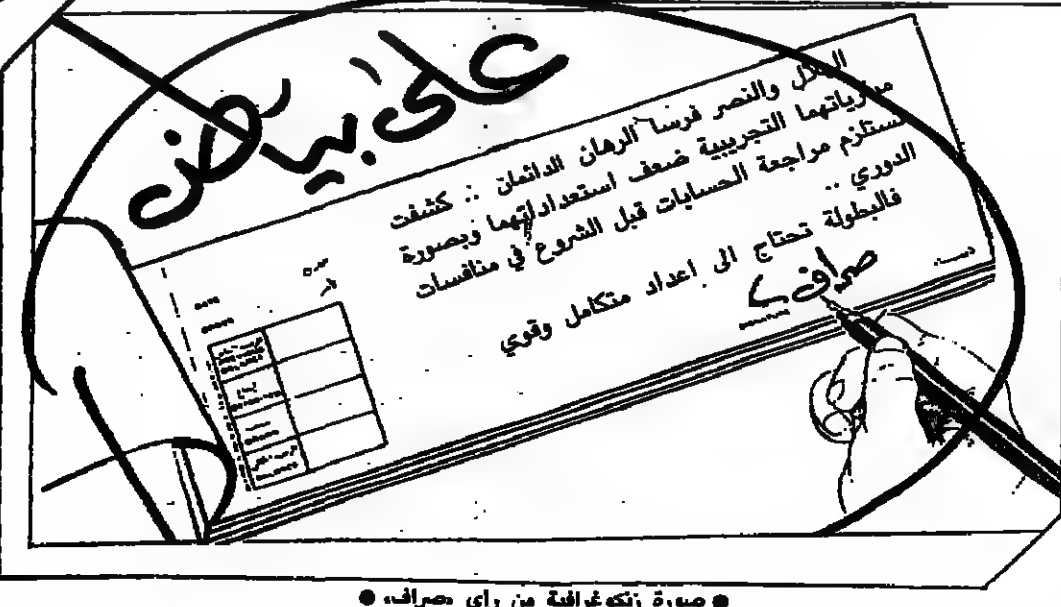 على بياض
الهلال والنصر فرسا الرهان الدائمان .. كشفت
مبارياتهما التجريبية ضعف استعداداتهما وبصورة
تستلزم مراجعة الحسابات قبل الشروع في منافسات
الدوري ..
فالبطولة تحتاج الى اعداد متكامل وقوي
صراف
● صورة زنكوغرافية من راي «صراف» ●